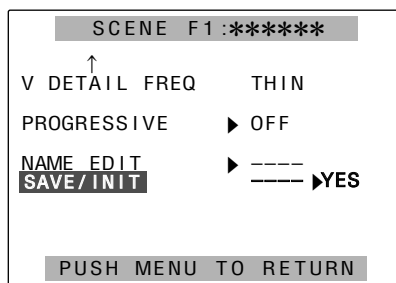 SCENE F1:******
↑
V DETAIL FREQ THIN
PROGRESSIVE ▶ OFF
NAME EDIT ▶ ----
SAVE/INIT ---- ▶YES
PUSH MENU TO RETURN